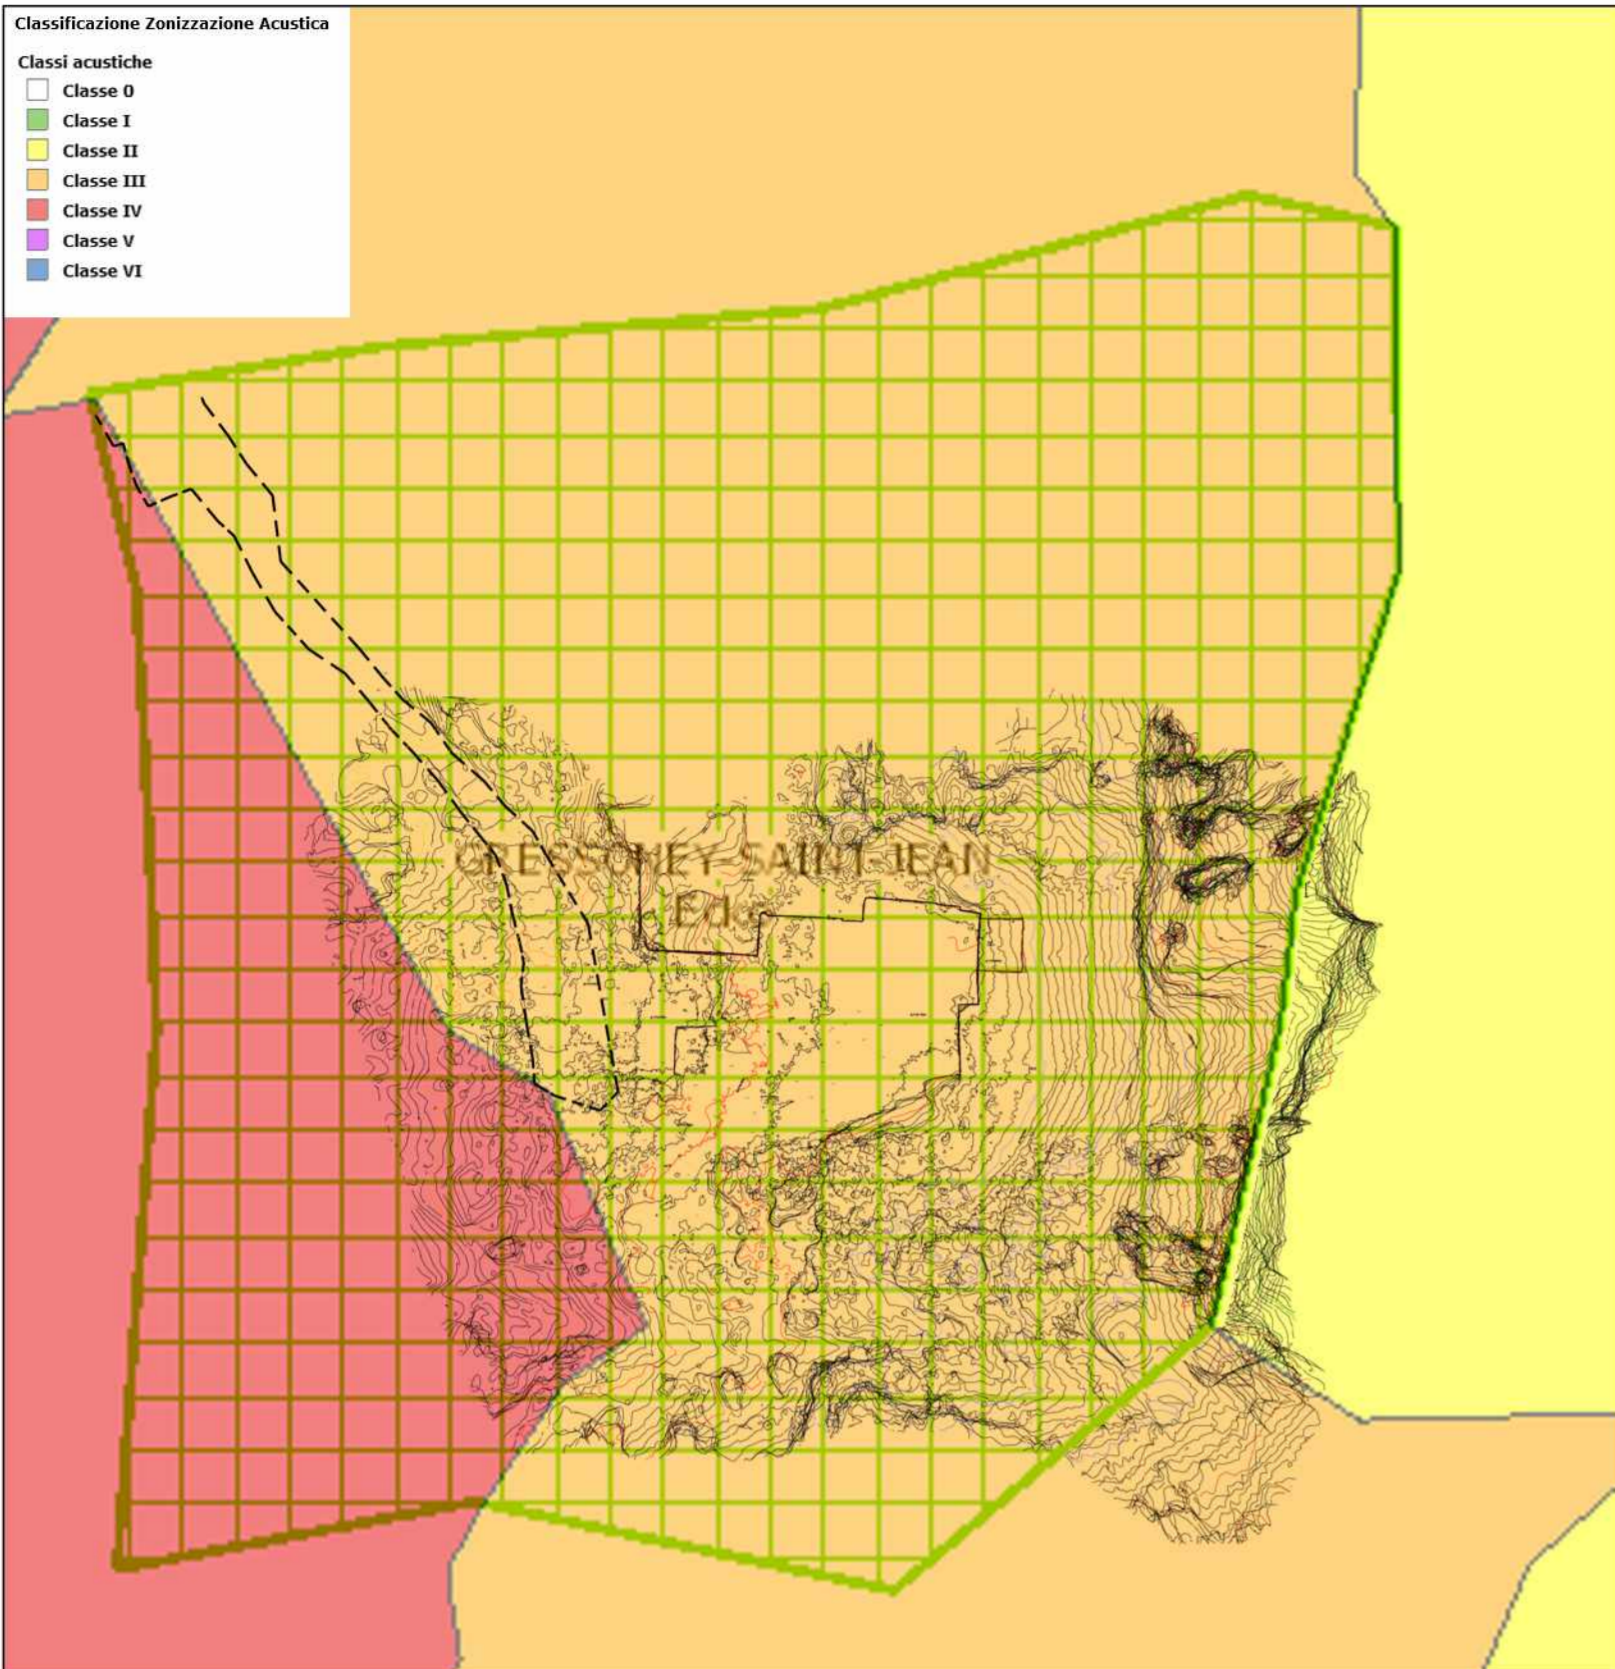 Classificazione Zonizzazione Acustica
Classi acustiche
Classe 0
Classe I
Classe II
Classe III
Classe IV
Classe V
Classe VI
GRESSONEY-SAINT-JEAN